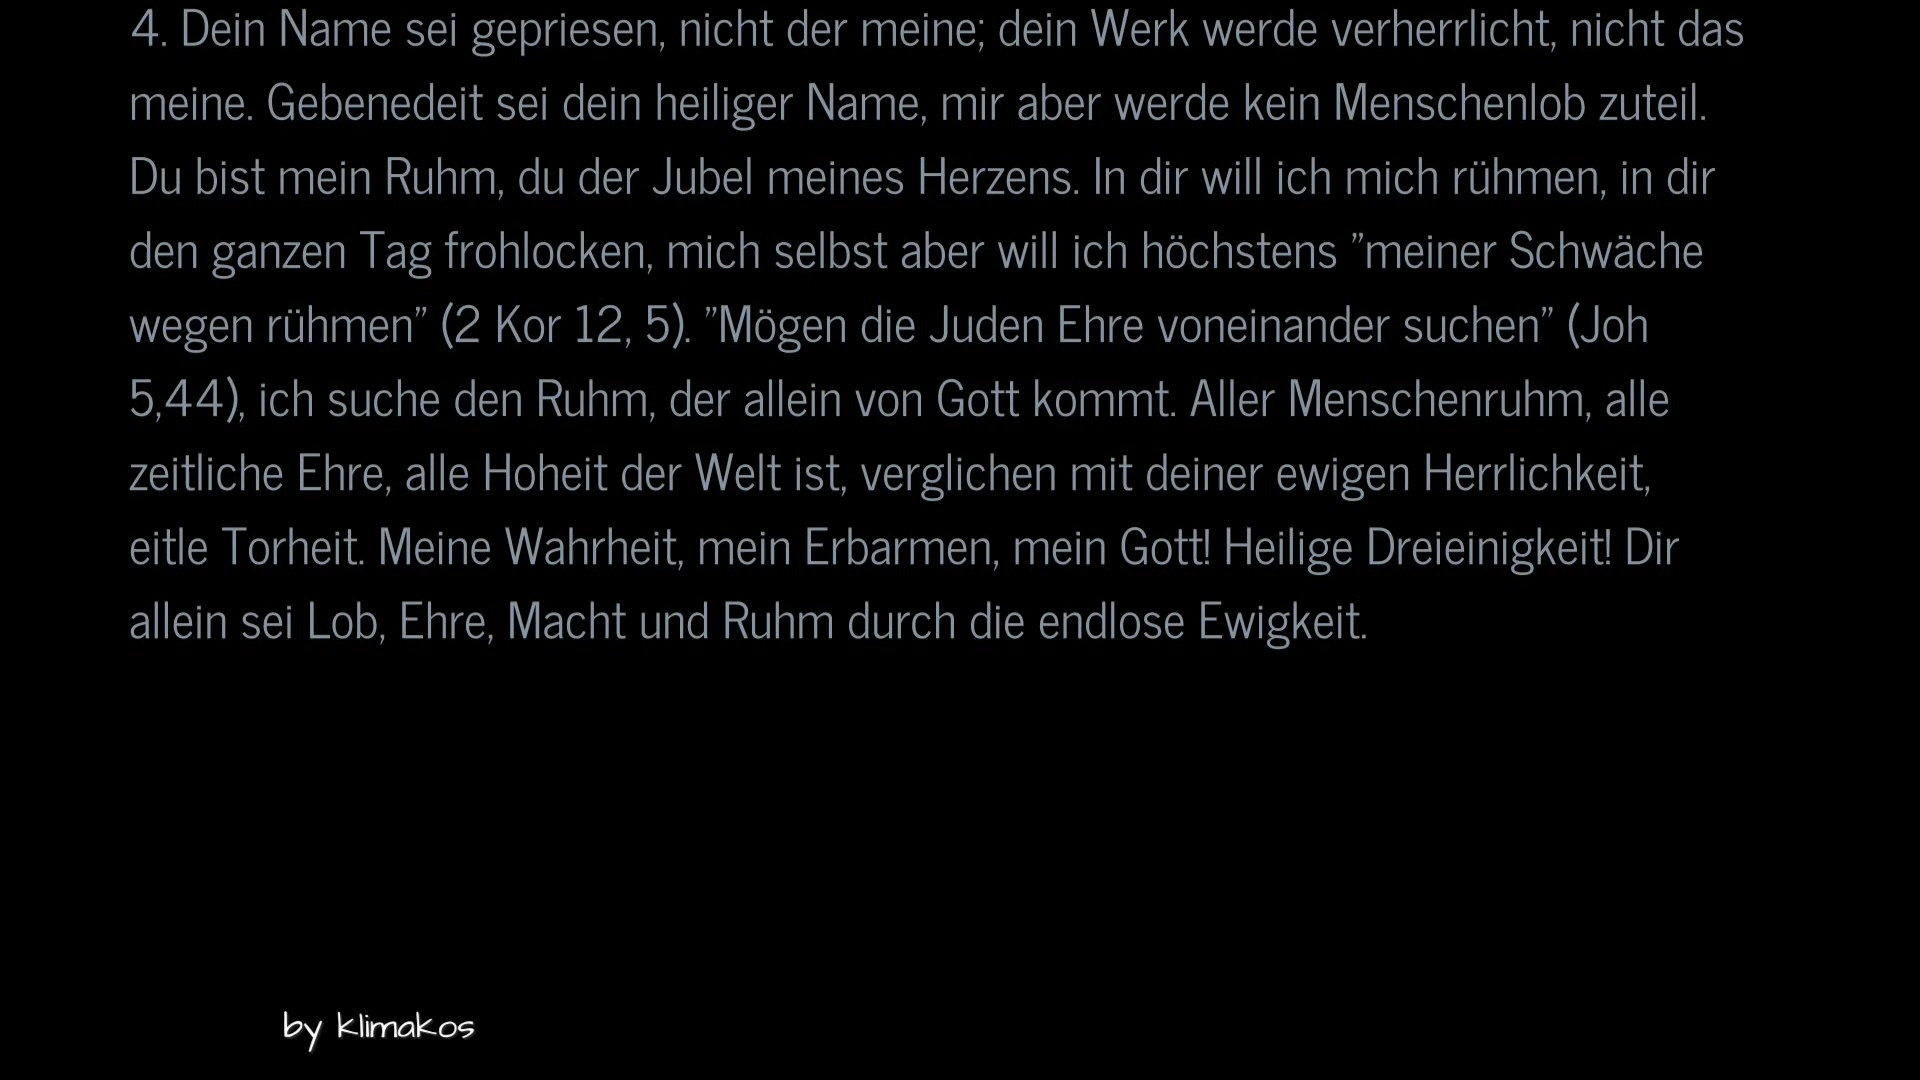 4. Dein Name sei gepriesen, nicht der meine; dein Werk werde verherrlicht, nicht das
meine. Gebenedeit sei dein heiliger Name, mir aber werde kein Menschenlob zuteil.
Du bist mein Ruhm, du der Jubel meines Herzens. In dir will ich mich rühmen, in dir
den ganzen Tag frohlocken, mich selbst aber will ich höchstens ”meiner Schwäche
wegen rühmen” (2 Kor 12, 5). ”Mögen die Juden Ehre voneinander suchen” (Joh
5,44), ich suche den Ruhm, der allein von Gott kommt. Aller Menschenruhm, alle
zeitliche Ehre, alle Hoheit der Welt ist, verglichen mit deiner ewigen Herrlichkeit,
eitle Torheit. Meine Wahrheit, mein Erbarmen, mein Gott! Heilige Dreieinigkeit! Dir
allein sei Lob, Ehre, Macht und Ruhm durch die endlose Ewigkeit.
by klimakos